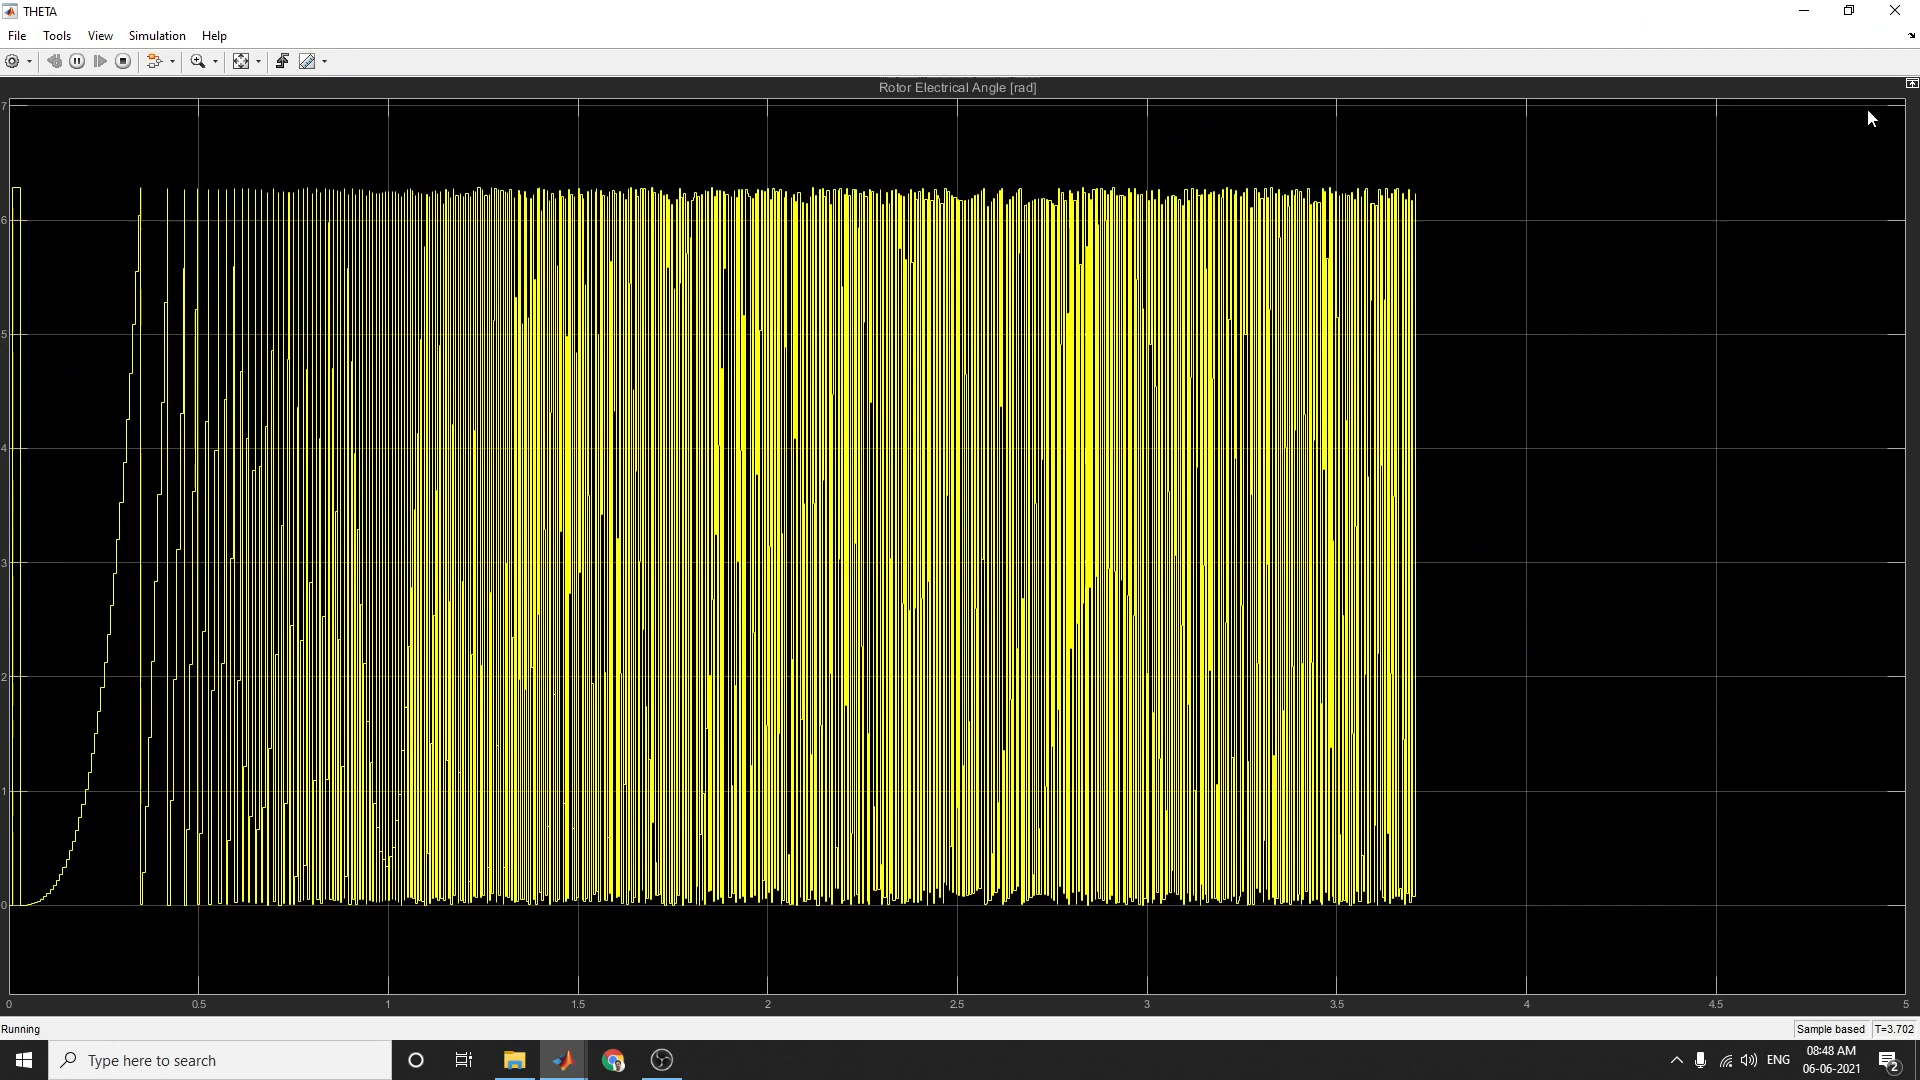 THETA
File Tools View Simulation Help
Rotor Electrical Angle [rad]
7
6
5
4
3
2
1
0
0 0.5 1 1.5 2 2.5 3 3.5 4 4.5 5
Running
Sample based T=3.702
Type here to search
ENG
08:48 AM
06-06-2021
2